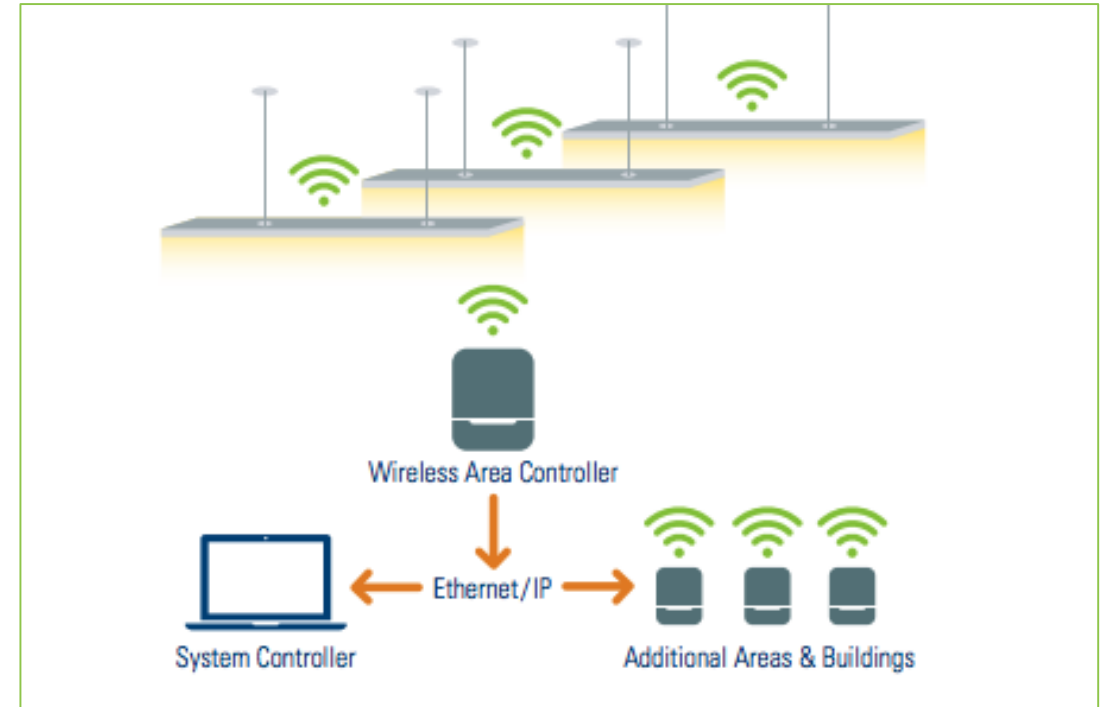 Wireless Area Controller
Ethernet/IP
System Controller
Additional Areas & Buildings